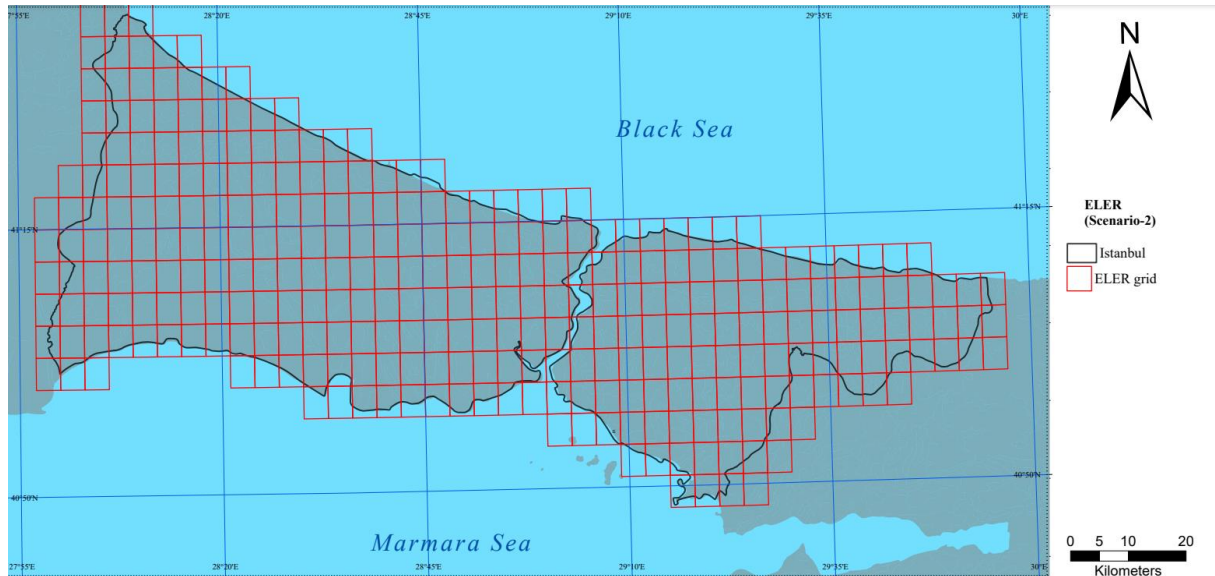 7°55'E
28°20'E
28°45'E
29°10'E
29°35'E
30°E
N
Black Sea
41°15'N
ELER
(Scenario-2)
41°15'N
Istanbul
ELER grid
40°50'N
40°50'N
Marmara Sea
0 5 10 20
Kilometers
27°55'E
28°20'E
28°45'E
29°10'E
29°35'E
30°E